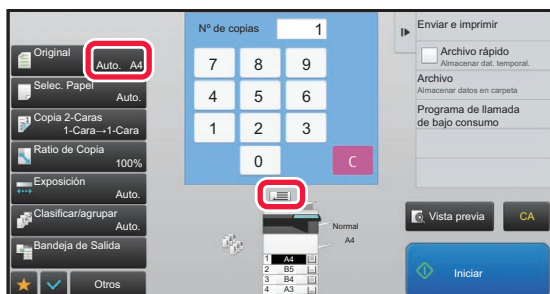 Original
Auto. A4
Selec. Papel
Auto.
Copia 2-Caras
1-Cara→1-Cara
Ratio de Copia
100%
Exposición
Auto.
Clasificar/agrupar
Auto.
Bandeja de Salida
Otros
Nº de copias
1
7 8 9
4 5 6
1 2 3
0 C
Normal
A4
1 A4
2 B5
3 B4
4 A3
Enviar e imprimir
Archivo rápido
Almacenar dat. temporal.
Archivo
Almacenar datos en carpeta
Programa de llamada
de bajo consumo
Vista previa
CA
Iniciar